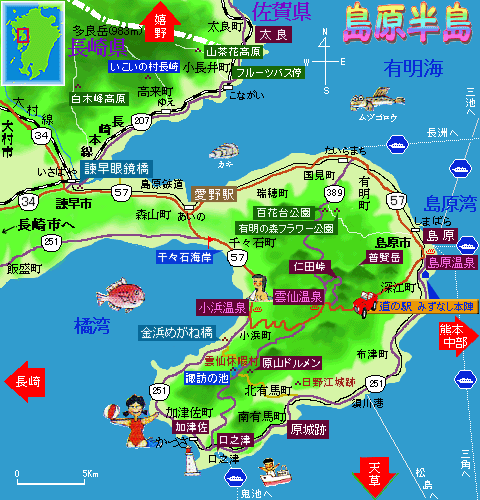 島原半島
佐賀県
太良町
太良
嬉野
多良岳(983m)
長崎県
山茶花高原
いこいの村長崎
小長井町
フルーツバス停
有明海
N
W
E
S
白木峰高原
高来町
ゆえ
こながい
大村線
長崎本線
207
ムツゴロウ
三池へ
長洲へ
34
大村市
カキ
たいらまち
いさはや
諫早眼鏡橋
島原鉄道
愛野駅
国見町
瑞穂町
389
有明町
島原湾
34
諫早市
57
57
森山町
あいの
百花台公園
有明の森フラワー公園
しまばら
島原市
島原
長崎市へ
251
千々石町
57
仁田峠
普賢岳
島原温泉
飯盛町
千々石海岸
深江町
57
小浜温泉
雲仙温泉
道の駅 みずなし本陣
橘湾
金浜めがね橋
小浜町
熊本中部
布津町
雲仙休暇村
原山ドルメン
長崎
諏訪の池
日野江城跡
251
北有馬町
251
加津佐町
南有馬町
須川港
加津佐
原城跡
かづさ
口之津
口之津
251
0
5Km
鬼池へ
天草
松島へ
三角へ